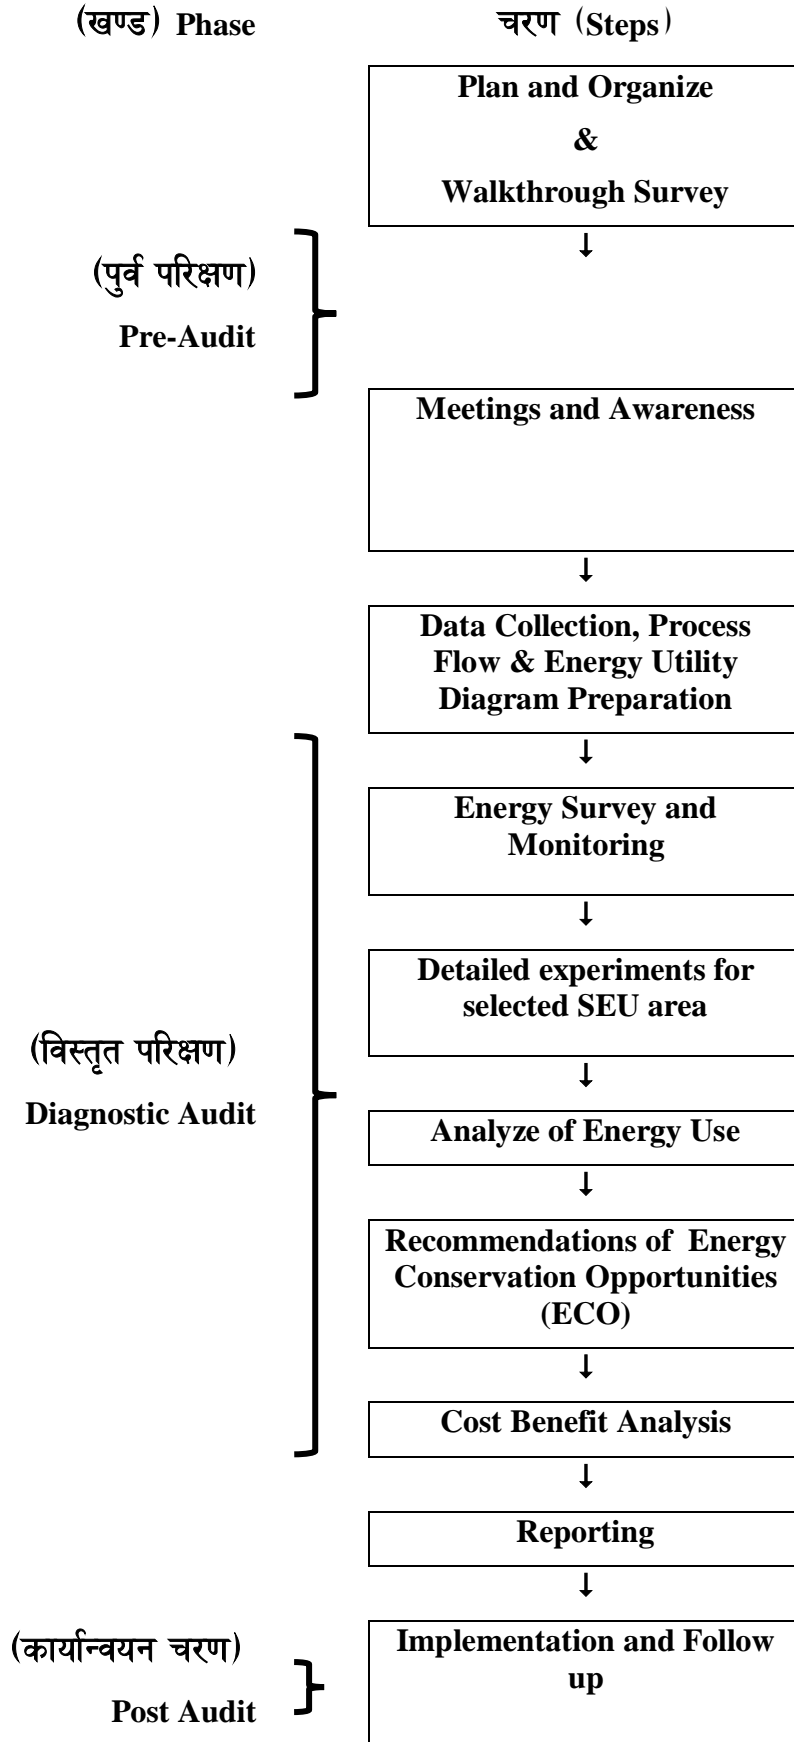 (खण्ड) Phase
चरण (Steps)
Plan and Organize
&
Walkthrough Survey
↓
(पुर्व परिक्षण)
Pre-Audit
Meetings and Awareness
↓
Data Collection, Process
Flow & Energy Utility
Diagram Preparation
↓
Energy Survey and
Monitoring
↓
Detailed experiments for
selected SEU area
↓
(विस्तृत परिक्षण)
Diagnostic Audit
Analyze of Energy Use
↓
Recommendations of Energy
Conservation Opportunities
(ECO)
↓
Cost Benefit Analysis
↓
Reporting
↓
(कार्यान्वयन चरण)
Post Audit
Implementation and Follow
up